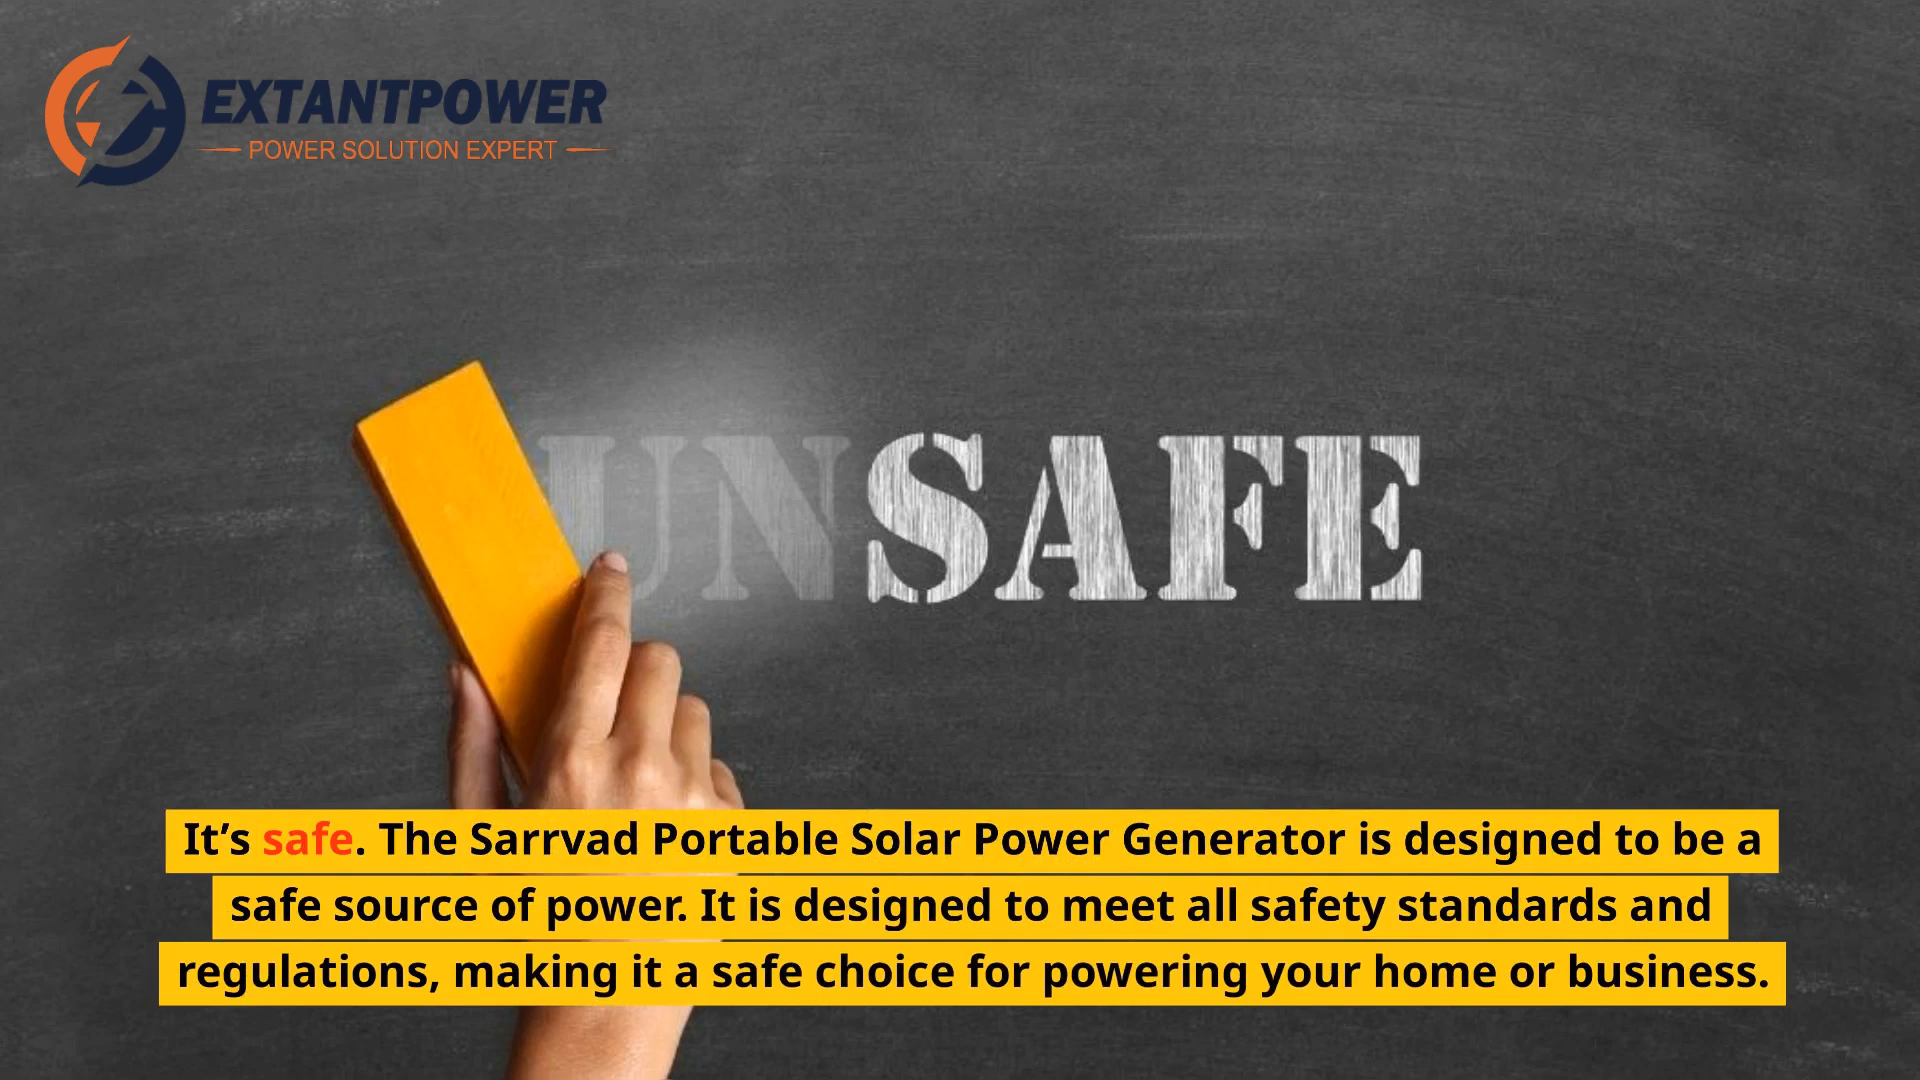 EXTANTPOWER
POWER SOLUTION EXPERT
UNSAFE
It’s safe. The Sarrvad Portable Solar Power Generator is designed to be a
safe source of power. It is designed to meet all safety standards and
regulations, making it a safe choice for powering your home or business.